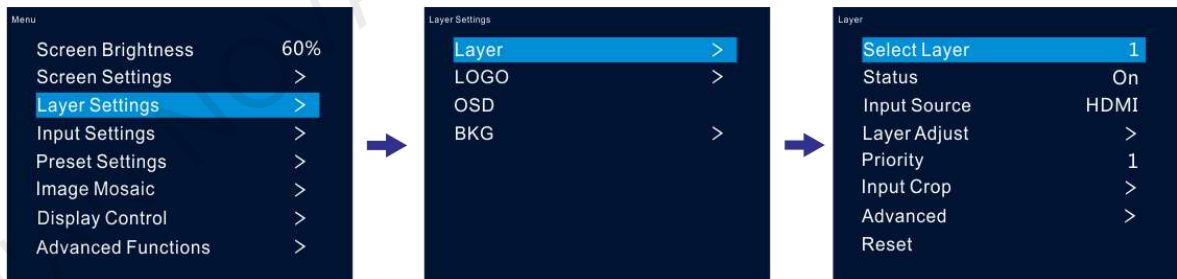 Menu
Screen Brightness 60%
Screen Settings >
Layer Settings >
Input Settings >
Preset Settings >
Image Mosaic >
Display Control >
Advanced Functions >
Layer Settings
Layer >
LOGO >
OSD
BKG >
Layer
Select Layer 1
Status On
Input Source HDMI
Layer Adjust >
Priority 1
Input Crop >
Advanced >
Reset